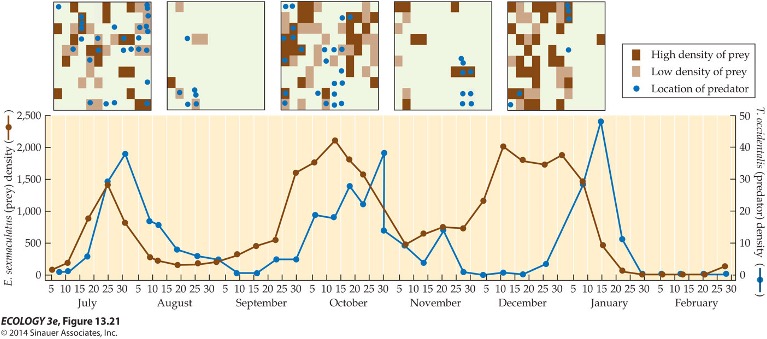 High density of prey
Low density of prey
Location of predator
E. sexmaculatus (prey) density ( )
2,500
2,000
1,500
1,000
500
0
50
40
30
20
10
0
T. occidentalis (predator) density ( )
5 10 15 20 25 30 5 10 15 20 25 30 5 10 15 20 25 30 5 10 15 20 25 30 5 10 15 20 25 30 5 10 15 20 25 30 5 10 15 20 25 30 5 10 15 20 25 30
July August September October November December January February
ECOLOGY 3e, Figure 13.21
© 2014 Sinauer Associates, Inc.